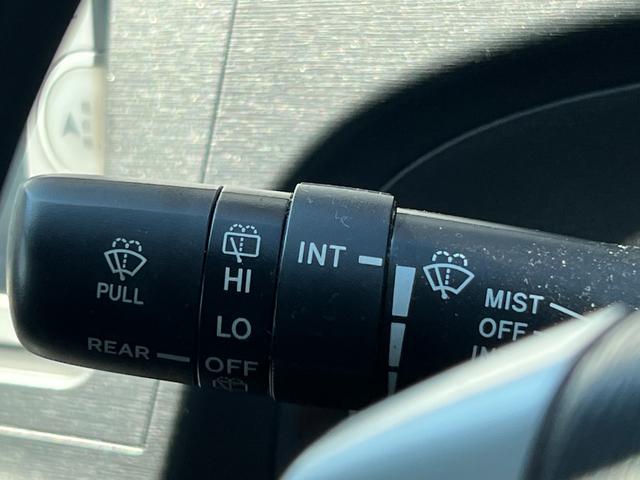 PULL
REAR
HI
LO
OFF
INT
MIST
OFF